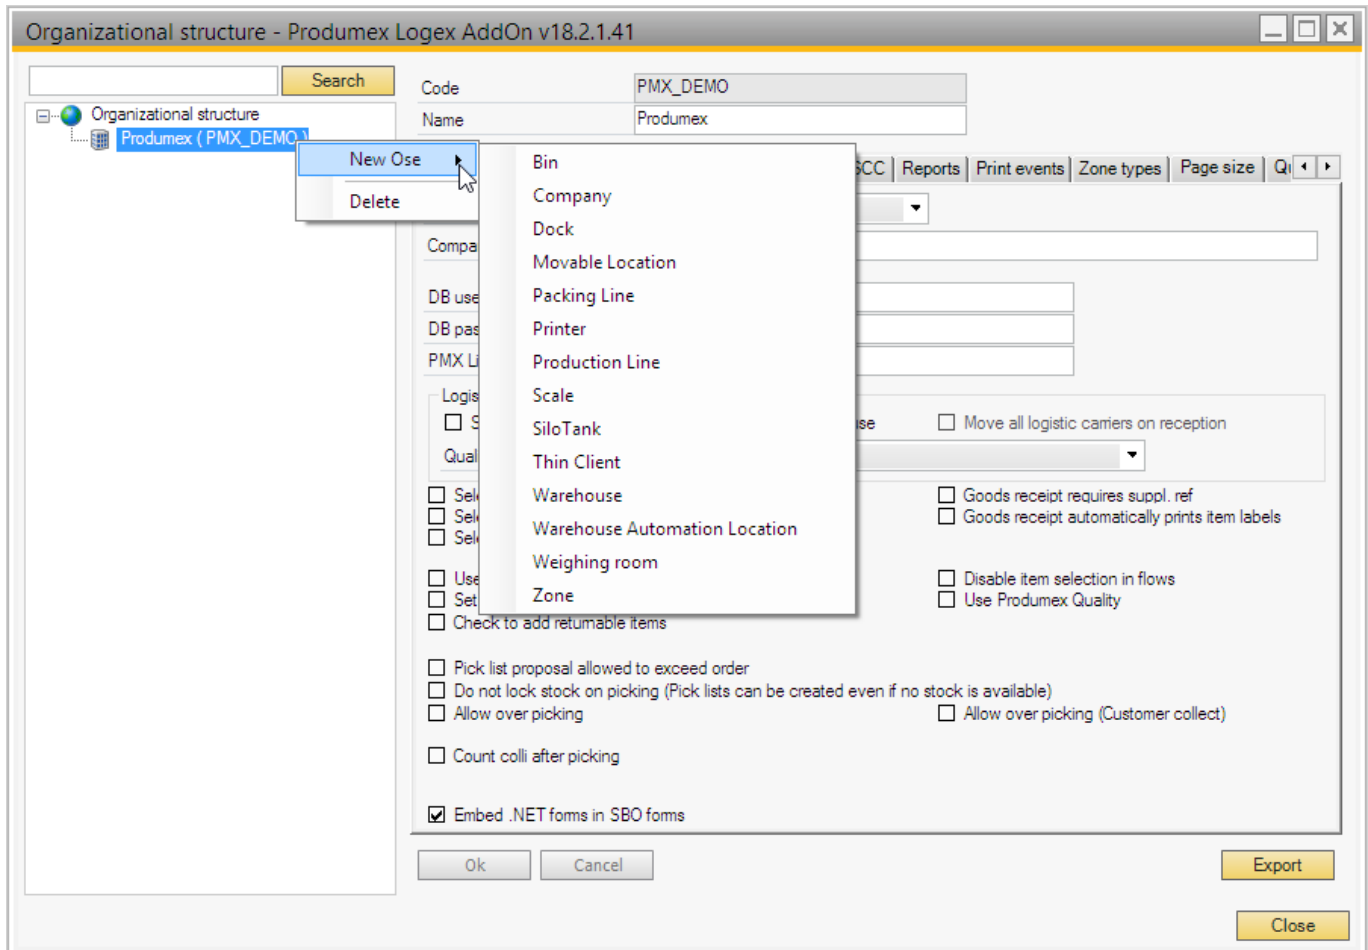 Organizational structure - Produmex Logex AddOn v18.2.1.41
Search
Organizational structure
Produmex ( PMX_DEMO )
Code PMX_DEMO
Name Produmex
New Ose
Delete
Bin
Company
Dock
Movable Location
Packing Line
Printer
Production Line
Scale
SiloTank
Thin Client
Warehouse
Warehouse Automation Location
Weighing room
Zone
Reports Print events Zone types Page size
DB
PMX
Move all logistic carriers on reception
Goods receipt requires suppl. ref
Goods receipt automatically prints item labels
Disable item selection in flows
Set Use Produmex Quality
Check to add returnable items
Pick list proposal allowed to exceed order
Do not lock stock on picking (Pick lists can be created even if no stock is available)
Allow over picking Allow over picking (Customer collect)
Count colli after picking
Embed .NET forms in SBO forms
Ok Cancel Export
Close